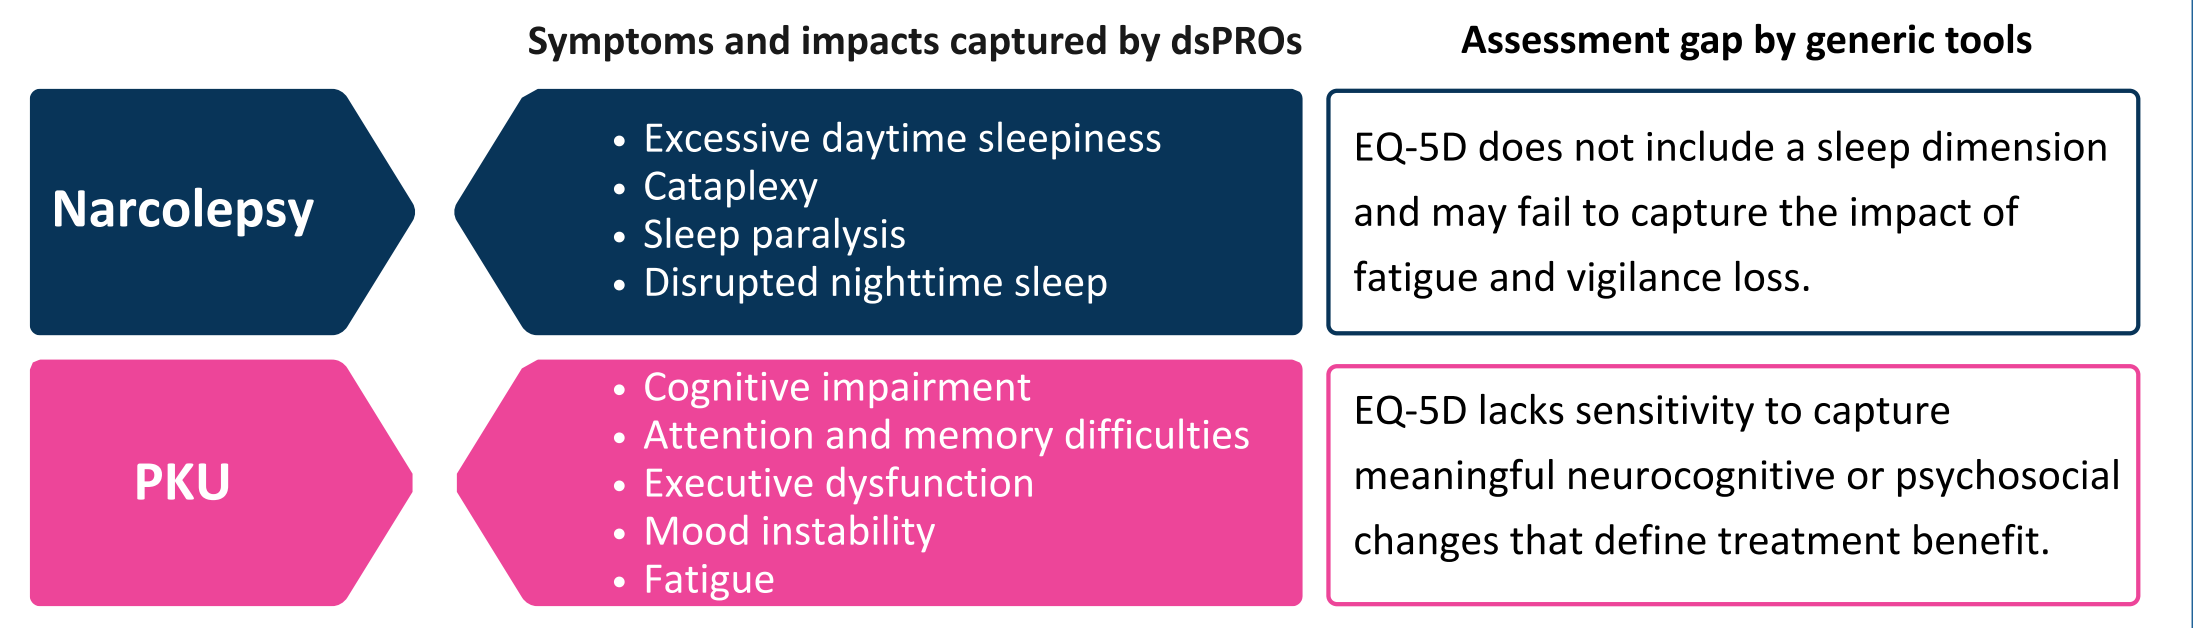 Symptoms and impacts captured by dsPROs
Assessment gap by generic tools
Narcolepsy
• Excessive daytime sleepiness
• Cataplexy
• Sleep paralysis
• Disrupted nighttime sleep
EQ-5D does not include a sleep dimension
and may fail to capture the impact of
fatigue and vigilance loss.
PKU
• Cognitive impairment
• Attention and memory difficulties
• Executive dysfunction
• Mood instability
• Fatigue
EQ-5D lacks sensitivity to capture
meaningful neurocognitive or psychosocial
changes that define treatment benefit.